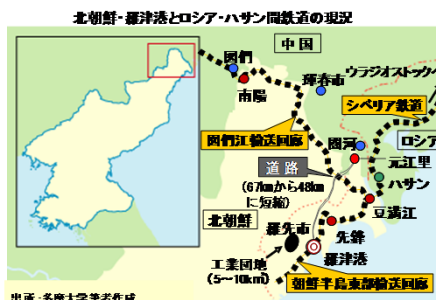 北朝鮮・羅津港とロシア・ハサン間鉄道の現況
中国
図們
南陽
琿春市
ウラジオストックへ
シベリア鉄道
図們江輸送回廊
圏河
ロシア
元汀里
道路
(67kmから48km
に短縮)
ハサン
豆満江
北朝鮮
羅先市
先鋒
羅津港
工業団地
(5~10km)
朝鮮半島東部輸送回廊
出所:多摩大学筆者作成